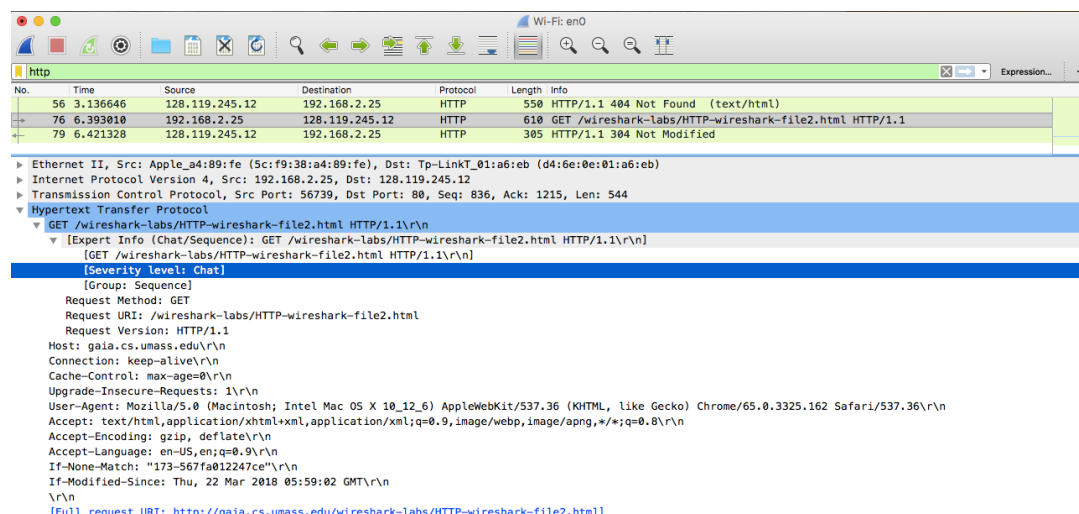 Wi-Fi: en0
http
Expression...
No. Time Source Destination Protocol Length Info
56 3.136646 128.119.245.12 192.168.2.25 HTTP 550 HTTP/1.1 404 Not Found (text/html)
76 6.393010 192.168.2.25 128.119.245.12 HTTP 610 GET /wireshark-labs/HTTP-wireshark-file2.html HTTP/1.1
79 6.421328 128.119.245.12 192.168.2.25 HTTP 305 HTTP/1.1 304 Not Modified
Ethernet II, Src: Apple_a4:89:fe (5c:f9:38:a4:89:fe), Dst: Tp-LinkT_01:a6:eb (d4:6e:0e:01:a6:eb)
Internet Protocol Version 4, Src: 192.168.2.25, Dst: 128.119.245.12
Transmission Control Protocol, Src Port: 56739, Dst Port: 80, Seq: 836, Ack: 1215, Len: 544
Hypertext Transfer Protocol
GET /wireshark-labs/HTTP-wireshark-file2.html HTTP/1.1\r\n
[Expert Info (Chat/Sequence): GET /wireshark-labs/HTTP-wireshark-file2.html HTTP/1.1\r\n]
[GET /wireshark-labs/HTTP-wireshark-file2.html HTTP/1.1\r\n]
[Severity level: Chat]
[Group: Sequence]
Request Method: GET
Request URI: /wireshark-labs/HTTP-wireshark-file2.html
Request Version: HTTP/1.1
Host: gaia.cs.umass.edu\r\n
Connection: keep-alive\r\n
Cache-Control: max-age=0\r\n
Upgrade-Insecure-Requests: 1\r\n
User-Agent: Mozilla/5.0 (Macintosh; Intel Mac OS X 10_12_6) AppleWebKit/537.36 (KHTML, like Gecko) Chrome/65.0.3325.162 Safari/537.36\r\n
Accept: text/html,application/xhtml+xml,application/xml;q=0.9,image/webp,image/apng,*/*;q=0.8\r\n
Accept-Encoding: gzip, deflate\r\n
Accept-Language: en-US,en;q=0.9\r\n
If-None-Match: "173-567fa012247ce"\r\n
If-Modified-Since: Thu, 22 Mar 2018 05:59:02 GMT\r\n
\r\n
[Full request URI: http://gaia.cs.umass.edu/wireshark-labs/HTTP-wireshark-file2.html]